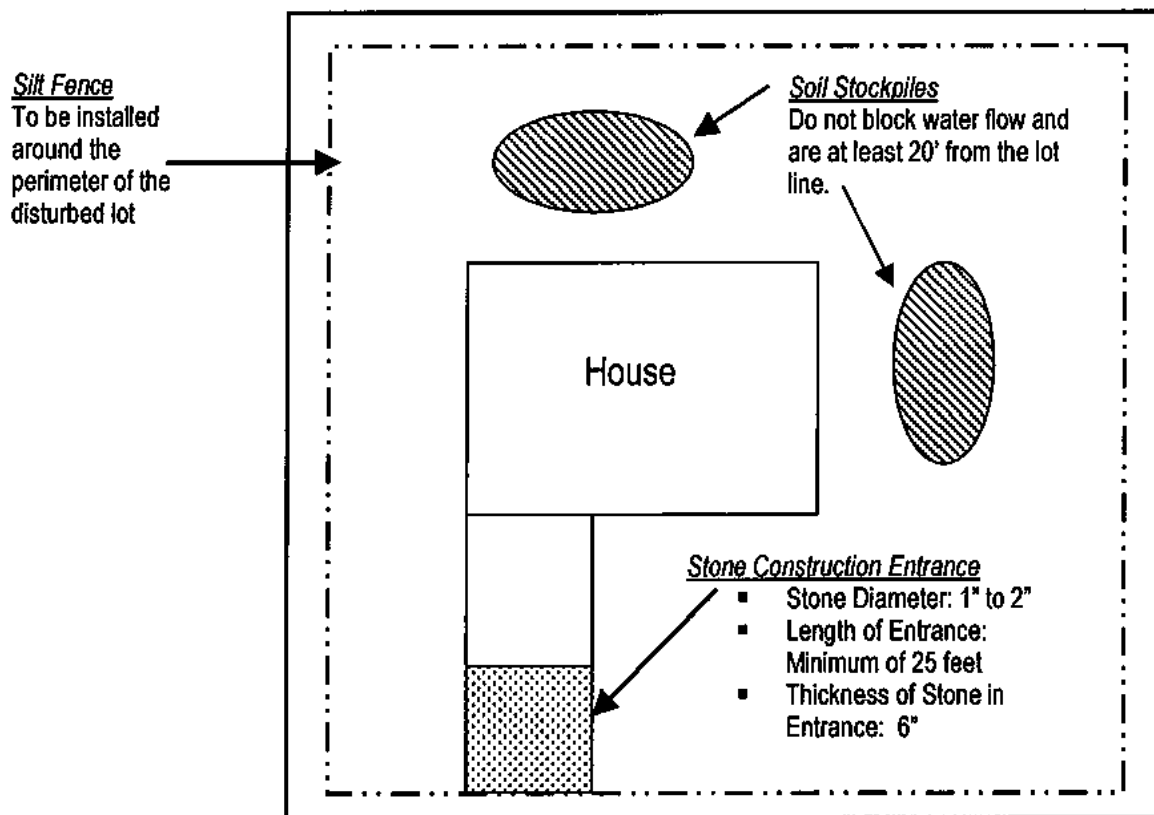 Silt Fence
To be installed
around the
perimeter of the
disturbed lot
Soil Stockpiles
Do not block water flow and
are at least 20' from the lot
line.
House
Stone Construction Entrance
▪ Stone Diameter: 1" to 2"
▪ Length of Entrance:
Minimum of 25 feet
▪ Thickness of Stone in
Entrance: 6"